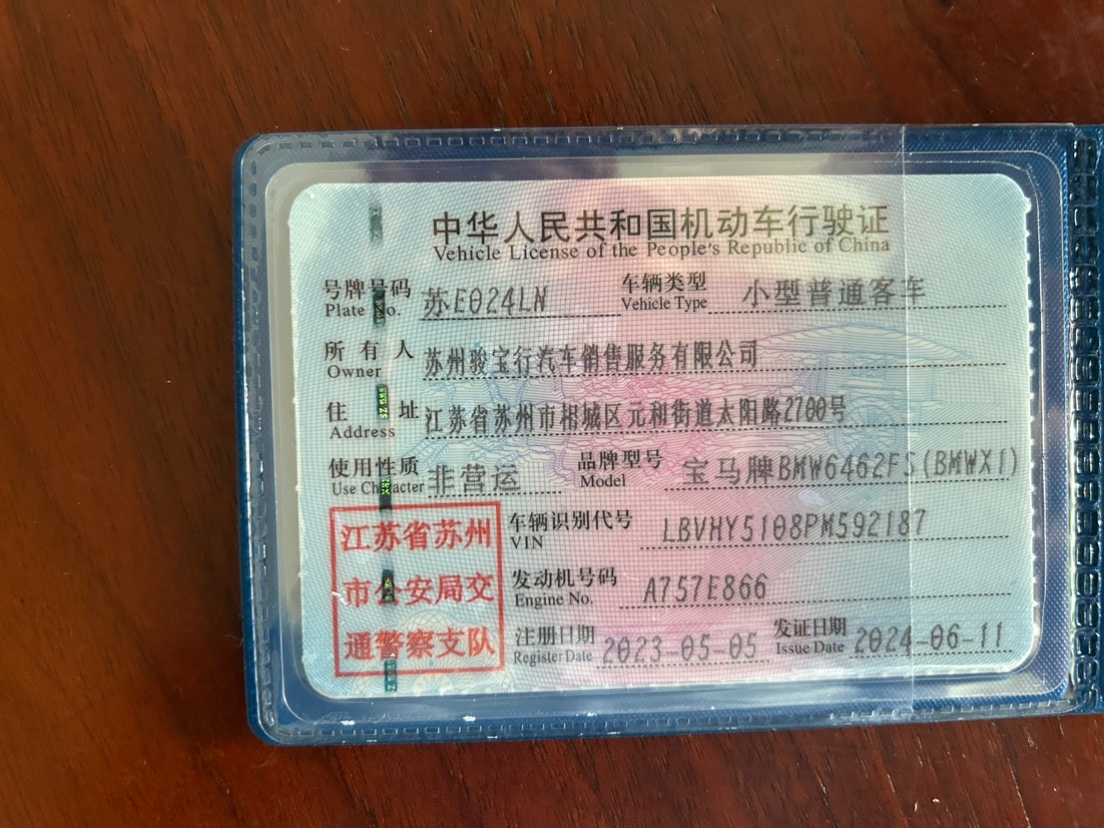 中华人民共和国机动车行驶证
Vehicle License of the People's Republic of China
号牌号码 苏E024LN 车辆类型 小型普通客车
Plate No. Vehicle Type
所有人 苏州骏宝行汽车销售服务有限公司
Owner
住址 江苏省苏州市相城区元和街道太阳路2700号
Address
使用性质 非营运 品牌型号 宝马牌BMW6462FS(BMWX1)
Use Character Model
江苏省苏州
市公安局交
通警察支队
车辆识别代号 LBVHY5108PM592187
VIN
发动机号码 A757E866
Engine No.
注册日期 2023-05-05 发证日期 2024-06-11
Register Date Issue Date